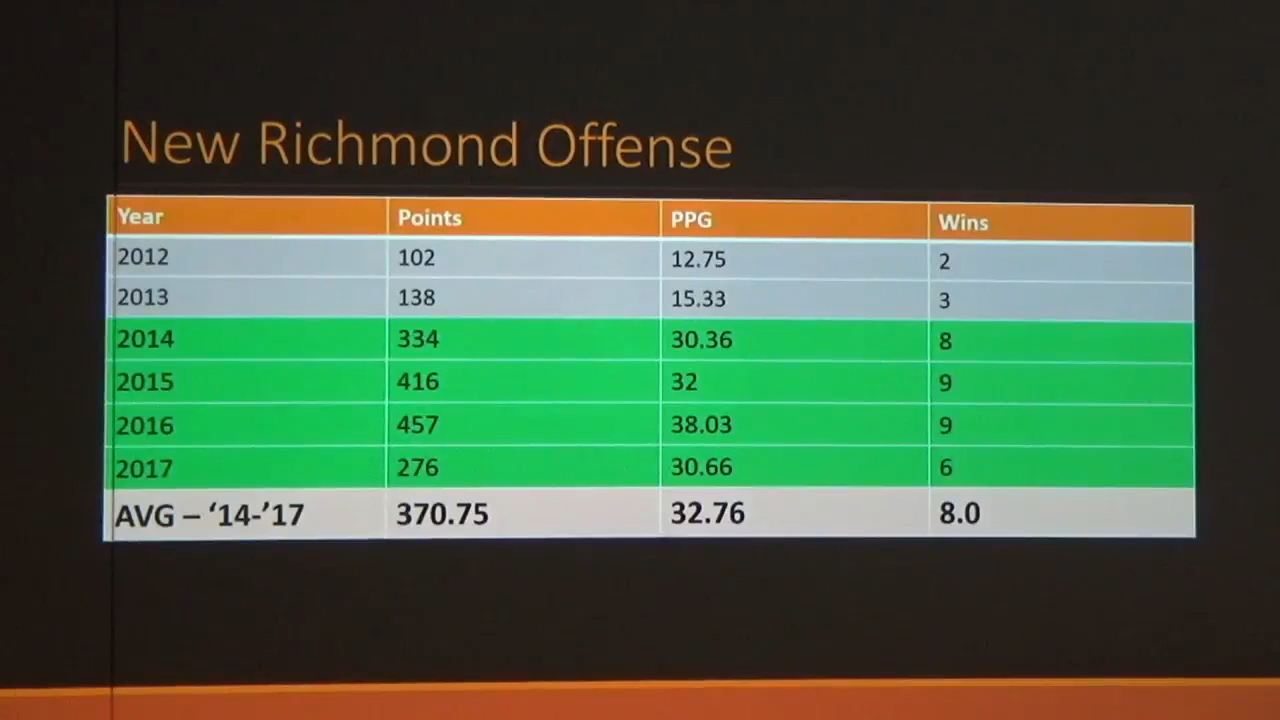 New Richmond Offense
Year Points PPG Wins
2012 102 12.75 2
2013 138 15.33 3
2014 334 30.36 8
2015 416 32 9
2016 457 38.03 9
2017 276 30.66 6
AVG – ‘14-’17 370.75 32.76 8.0